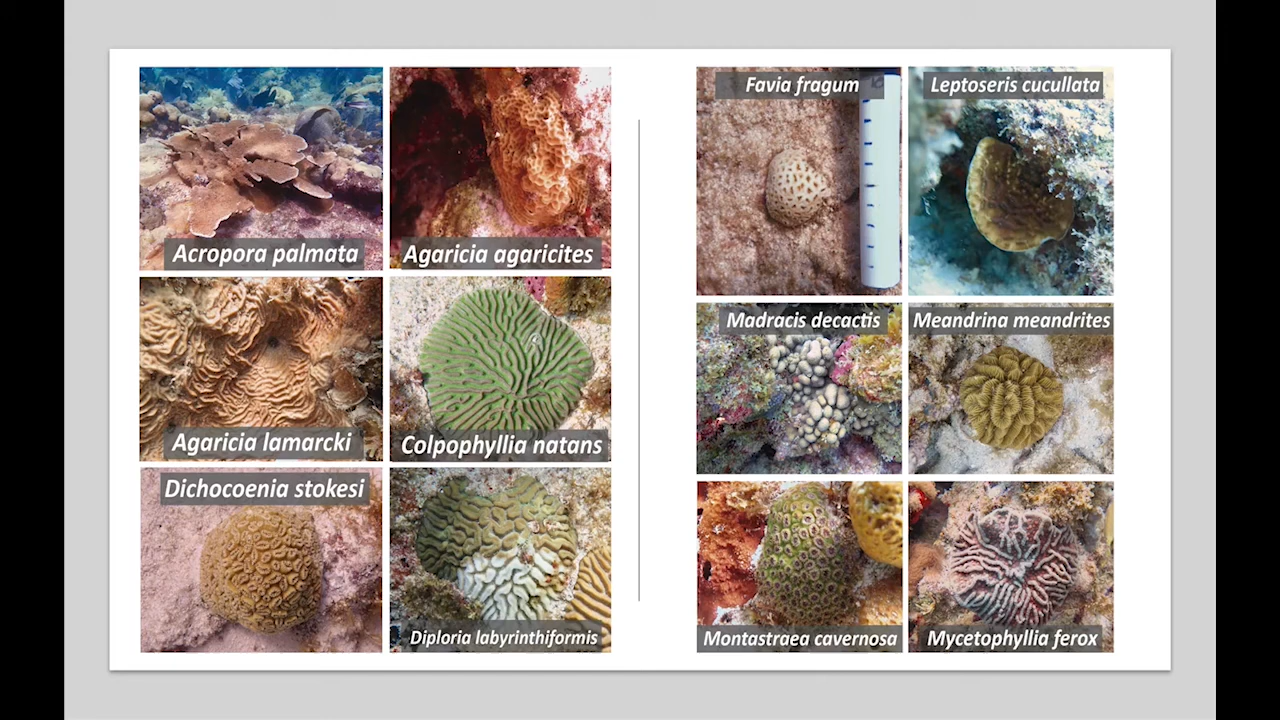 Acropora palmata
Agaricia agaricites
Agaricia lamarcki
Colpophyllia natans
Dichocoenia stokesi
Diploria labyrinthiformis
Favia fragum
Leptoseris cucullata
Madracis decactis
Meandrina meandrites
Montastraea cavernosa
Mycetophyllia ferox